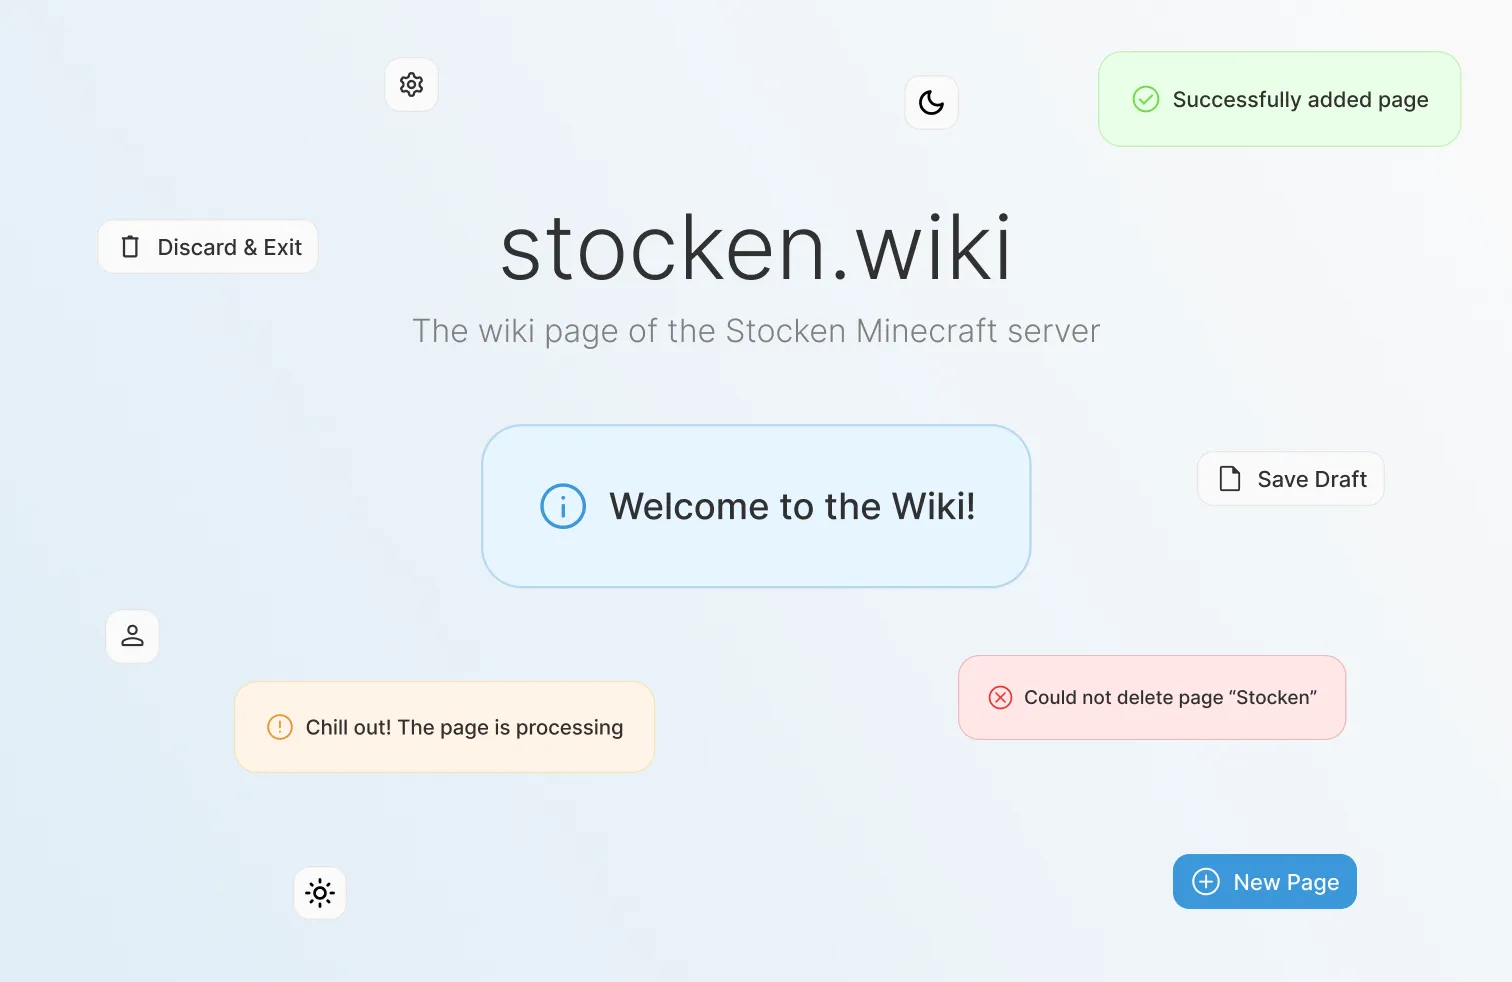 Successfully added page
Discard & Exit
stocken.wiki
The wiki page of the Stocken Minecraft server
Welcome to the Wiki!
Save Draft
Chill out! The page is processing
Could not delete page “Stocken”
New Page